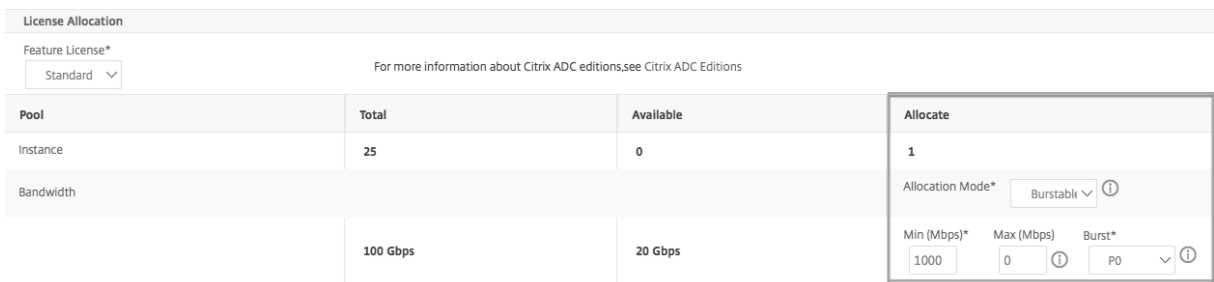 License Allocation
Feature License*
Standard
For more information about Citrix ADC editions,see Citrix ADC Editions
Pool Total Available Allocate
Instance 25 0 1
Bandwidth Allocation Mode* Burstable
Min (Mbps)* Max (Mbps) Burst*
100 Gbps 20 Gbps 1000 0 P0